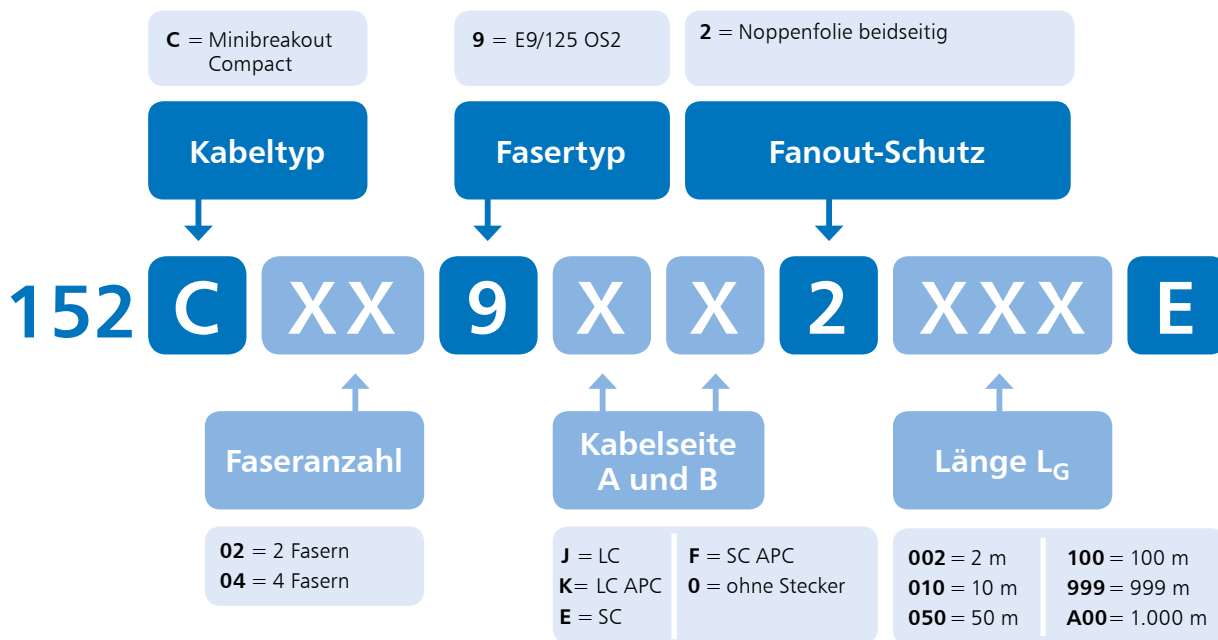 C = Minibreakout
Compact
9 = E9/125 OS2
2 = Noppenfolie beidseitig
Kabeltyp
Fasertyp
Fanout-Schutz
152 C XX 9 X X 2 XXX E
Faseranzahl
Kabelseite
A und B
Länge LG
02 = 2 Fasern
04 = 4 Fasern
J = LC
K= LC APC
E = SC
F = SC APC
0 = ohne Stecker
002 = 2 m
010 = 10 m
050 = 50 m
100 = 100 m
999 = 999 m
A00 = 1.000 m